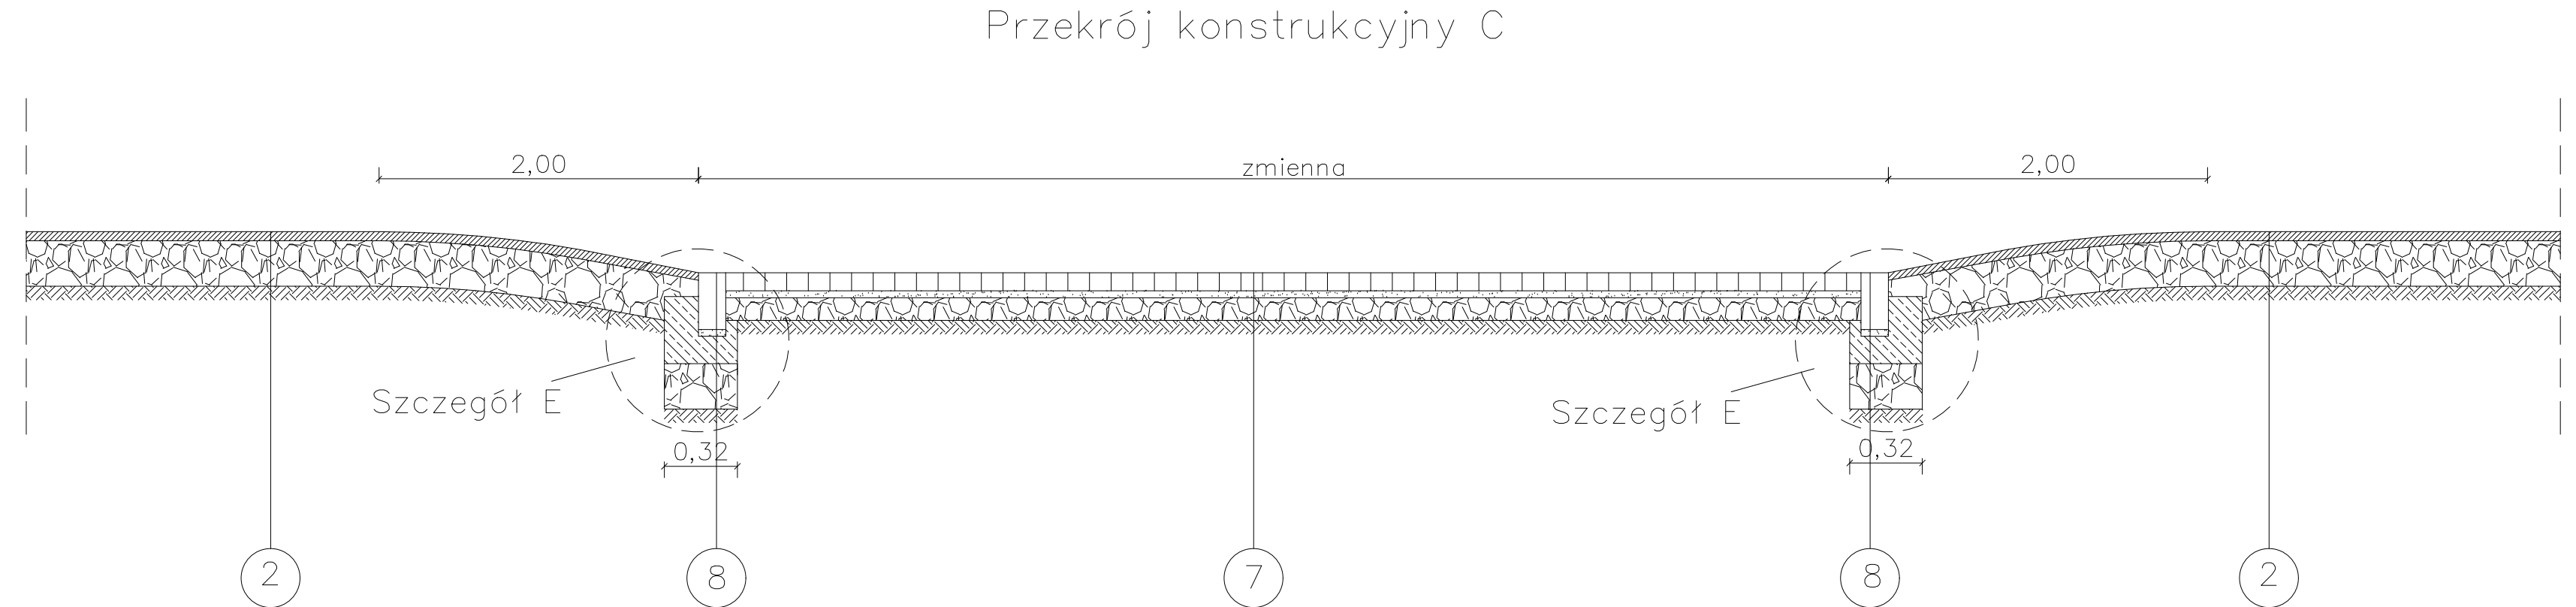 Przekrój konstrukcyjny C
2,00
zmienna
2,00
Szczegół E
Szczegół E
0,32
0,32
2
8
7
8
2